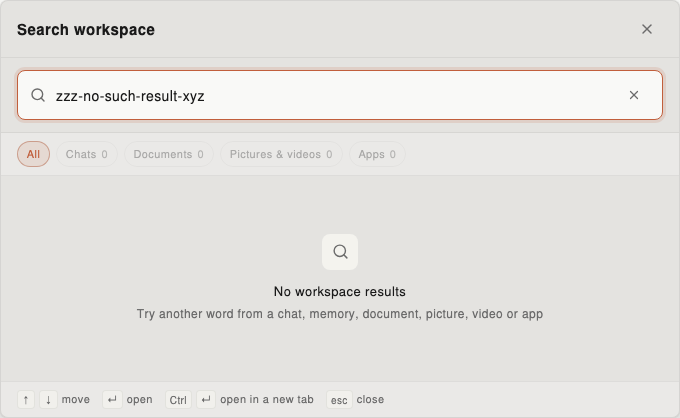 Search workspace
zzz-no-such-result-xyz
All Chats 0 Documents 0 Pictures & videos 0 Apps 0
No workspace results
Try another word from a chat, memory, document, picture, video or app
↑ ↓ move ↵ open Ctrl ↵ open in a new tab esc close